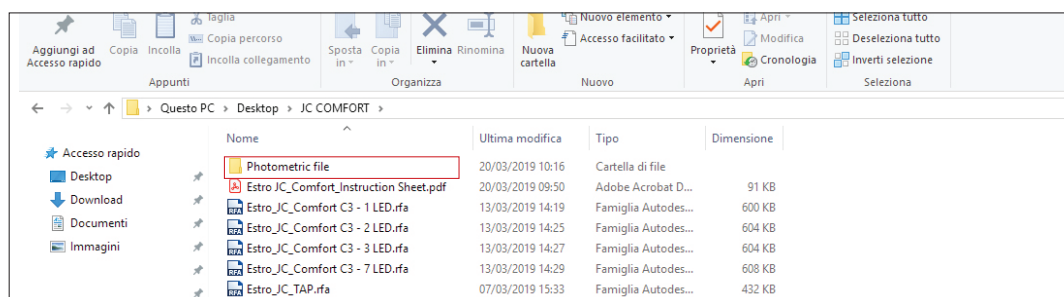 Taglia
Nuovo elemento
Apri
Seleziona tutto
Copia percorso
Accesso facilitato
Modifica
Deseleziona tutto
Aggiungi ad
Accesso rapido
Copia
Incolla
Incolla collegamento
Sposta
in
Copia
in
Elimina
Rinomina
Nuova
cartella
Proprietà
Cronologia
Inverti selezione
Appunti
Organizza
Nuovo
Apri
Seleziona
Questo PC > Desktop > JC COMFORT >
Nome Ultima modifica Tipo Dimensione
Accesso rapido
Desktop
Download
Documenti
Immagini
Photometric file 20/03/2019 10:16 Cartella di file
Estro JC_Comfort_Instruction Sheet.pdf 20/03/2019 09:50 Adobe Acrobat D... 91 KB
Estro_JC_Comfort C3 - 1 LED.rfa 13/03/2019 14:19 Famiglia Autodes... 600 KB
Estro_JC_Comfort C3 - 2 LED.rfa 13/03/2019 14:25 Famiglia Autodes... 604 KB
Estro_JC_Comfort C3 - 3 LED.rfa 13/03/2019 14:27 Famiglia Autodes... 604 KB
Estro_JC_Comfort C3 - 7 LED.rfa 13/03/2019 14:29 Famiglia Autodes... 608 KB
Estro_JC_TAP.rfa 07/03/2019 15:33 Famiglia Autodes... 432 KB